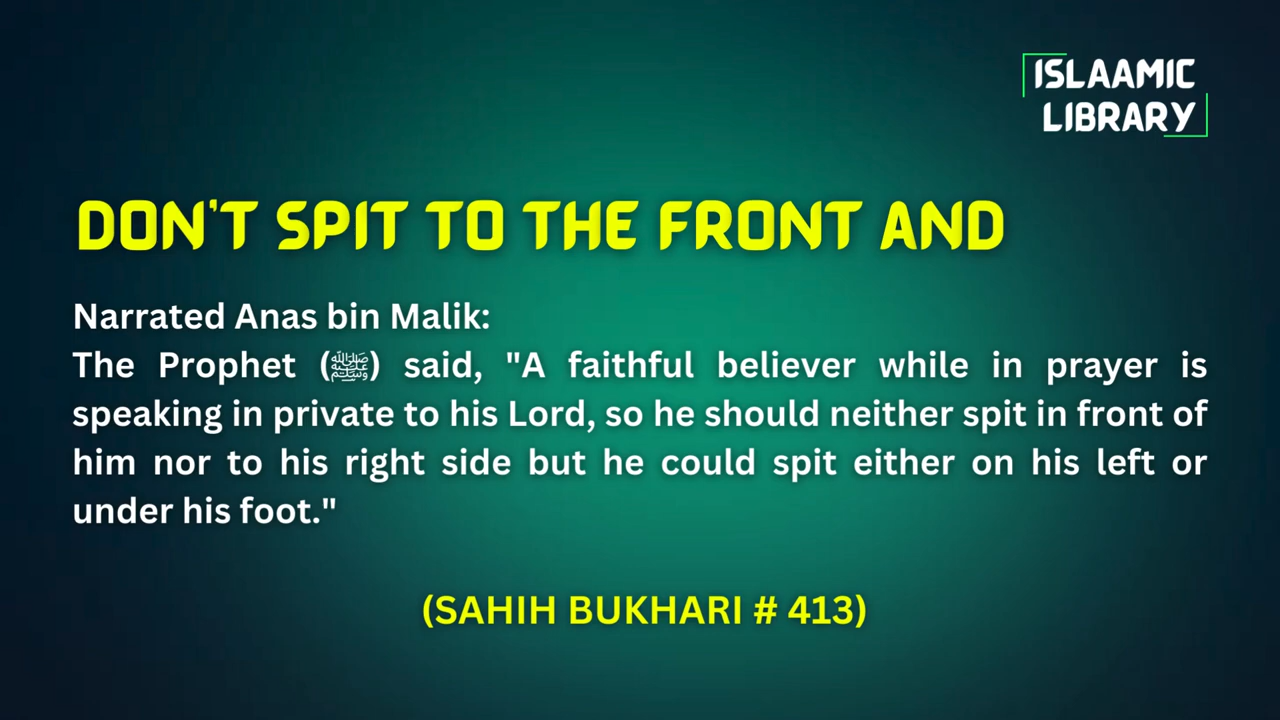 ISLAAMIC
LIBRARY
DON'T SPIT TO THE FRONT AND
Narrated Anas bin Malik:
The Prophet (ﷺ) said, "A faithful believer while in prayer is
speaking in private to his Lord, so he should neither spit in front of
him nor to his right side but he could spit either on his left or
under his foot."
(SAHIH BUKHARI # 413)